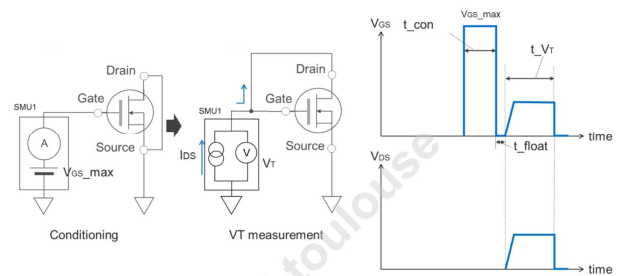 Drain
Gate
SMU1
A
Source
VGS_max
Conditioning
Drain
Gate
SMU1
IDS
V
VT
Source
VT measurement
VGS
t_con
VGS_max
t_VT
time
t_float
VDS
time
toulouse